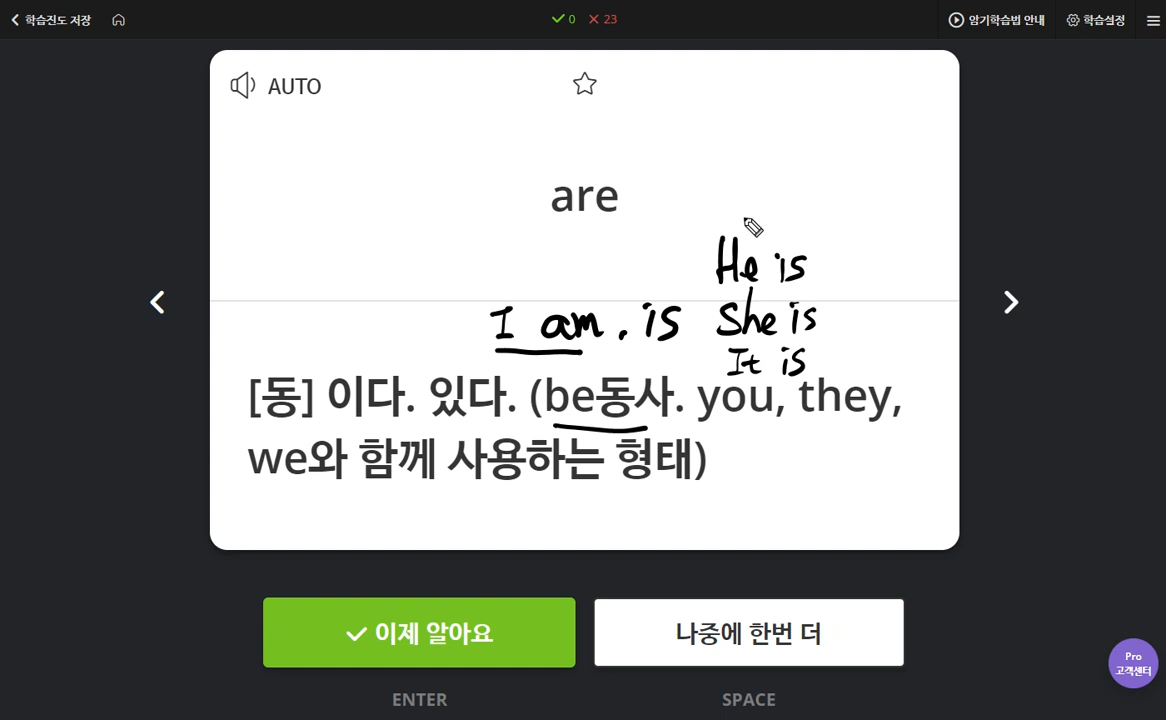 학습진도 저장
0 23
암기학습법 안내
학습설정
AUTO
are
He is
I am . is She is
It is
[동] 이다. 있다. (be동사. you, they,
we와 함께 사용하는 형태)
이제 알아요
나중에 한번 더
ENTER
SPACE
Pro
고객센터